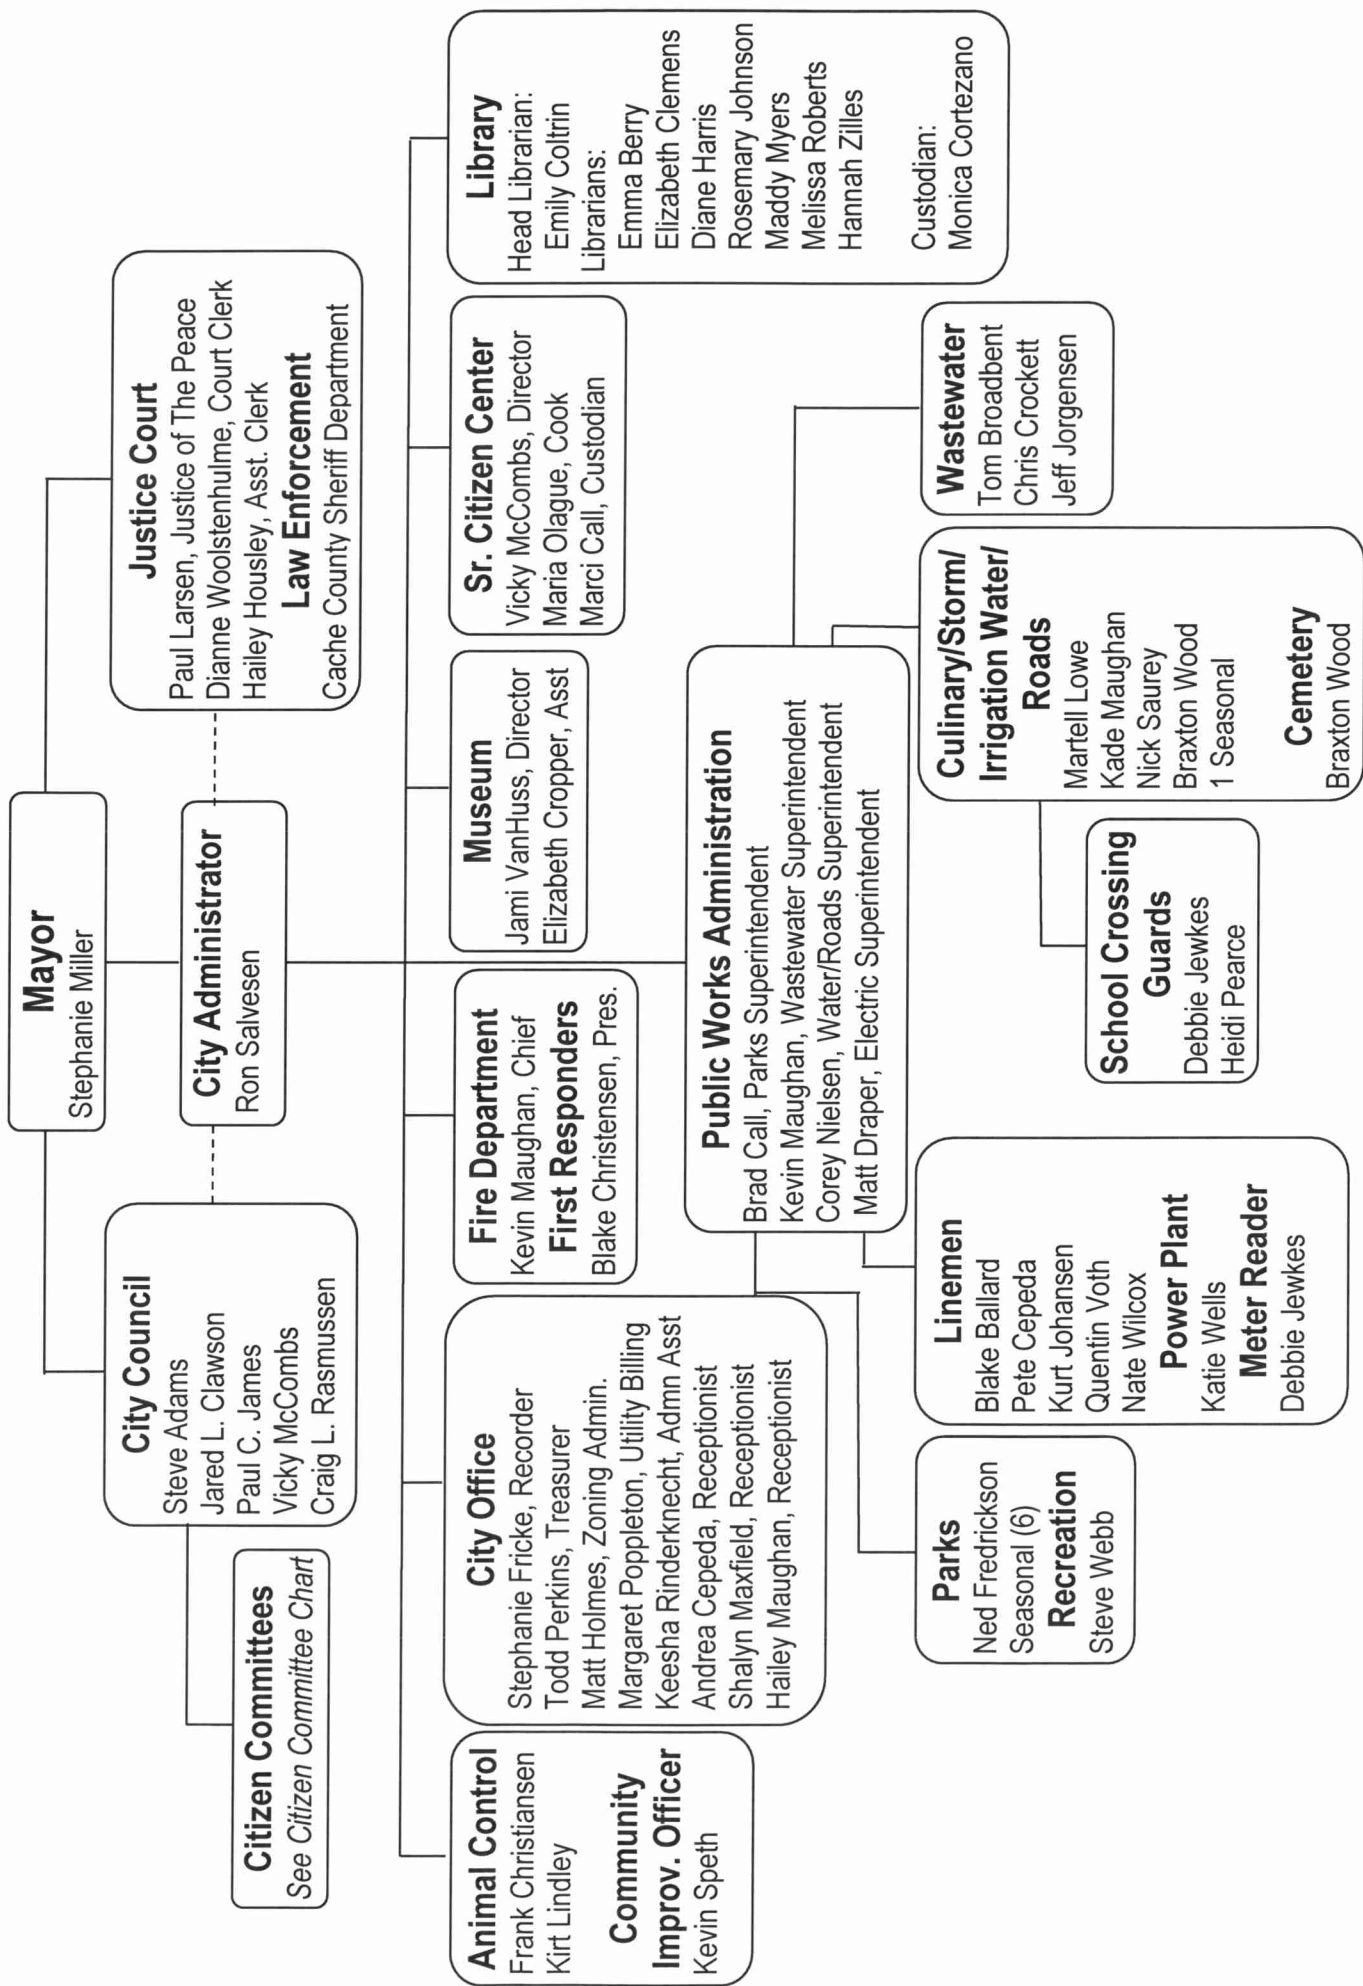 Mayor
Stephanie Miller
City Administrator
Ron Salvesen
City Council
Steve Adams
Jared L. Clawson
Paul C. James
Vicky McCombs
Craig L. Rasmussen
Citizen Committees
See Citizen Committee Chart
Justice Court
Paul Larsen, Justice of The Peace
Dianne Woolstenhulme, Court Clerk
Hailey Housley, Asst. Clerk
Law Enforcement
Cache County Sheriff Department
Animal Control
Frank Christiansen
Kirt Lindley
Community
Improv. Officer
Kevin Speth
City Office
Stephanie Fricke, Recorder
Todd Perkins, Treasurer
Matt Holmes, Zoning Admin.
Margaret Poppleton, Utility Billing
Keesha Rinderknecht, Admn Asst
Andrea Cepeda, Receptionist
Shalyn Maxfield, Receptionist
Hailey Maughan, Receptionist
Fire Department
Kevin Maughan, Chief
First Responders
Blake Christensen, Pres.
Museum
Jami VanHuss, Director
Elizabeth Cropper, Asst
Sr. Citizen Center
Vicky McCombs, Director
Maria Olague, Cook
Marci Call, Custodian
Library
Head Librarian:
Emily Coltrin
Librarians:
Emma Berry
Elizabeth Clemens
Diane Harris
Rosemary Johnson
Maddy Myers
Melissa Roberts
Hannah Zilles
Custodian:
Monica Cortezano
Public Works Administration
Brad Call, Parks Superintendent
Kevin Maughan, Wastewater Superintendent
Corey Nielsen, Water/Roads Superintendent
Matt Draper, Electric Superintendent
Parks
Ned Fredrickson
Seasonal (6)
Recreation
Steve Webb
Linemen
Blake Ballard
Pete Cepeda
Kurt Johansen
Quentin Voth
Nate Wilcox
Power Plant
Katie Wells
Meter Reader
Debbie Jewkes
School Crossing
Guards
Debbie Jewkes
Heidi Pearce
Culinary/Storm/
Irrigation Water/
Roads
Martell Lowe
Kade Maughan
Nick Saurey
Braxton Wood
1 Seasonal
Cemetery
Braxton Wood
Wastewater
Tom Broadbent
Chris Crockett
Jeff Jorgensen